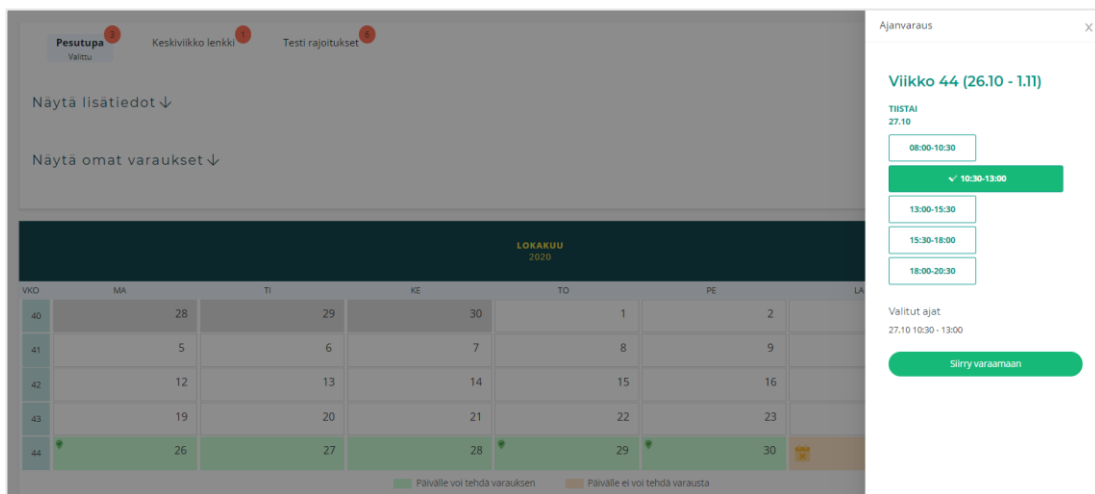 Pesutupa
Valittu
3
Keskiviikko lenkki
1
Testi rajoitukset
6
Näytä lisätiedot
Näytä omat varaukset
LOKAKUU
2020
VKO MA TI KE TO PE LA
40 28 29 30 1 2
41 5 6 7 8 9
42 12 13 14 15 16
43 19 20 21 22 23
44 26 27 28 29 30
Päivälle voi tehdä varauksen Päivälle ei voi tehdä varausta
Ajanvaraus X
Viikko 44 (26.10 - 1.11)
TIISTAI
27.10
08:00-10:30
10:30-13:00
13:00-15:30
15:30-18:00
18:00-20:30
Valitut ajat
27.10 10:30 - 13:00
Siirry varaamaan